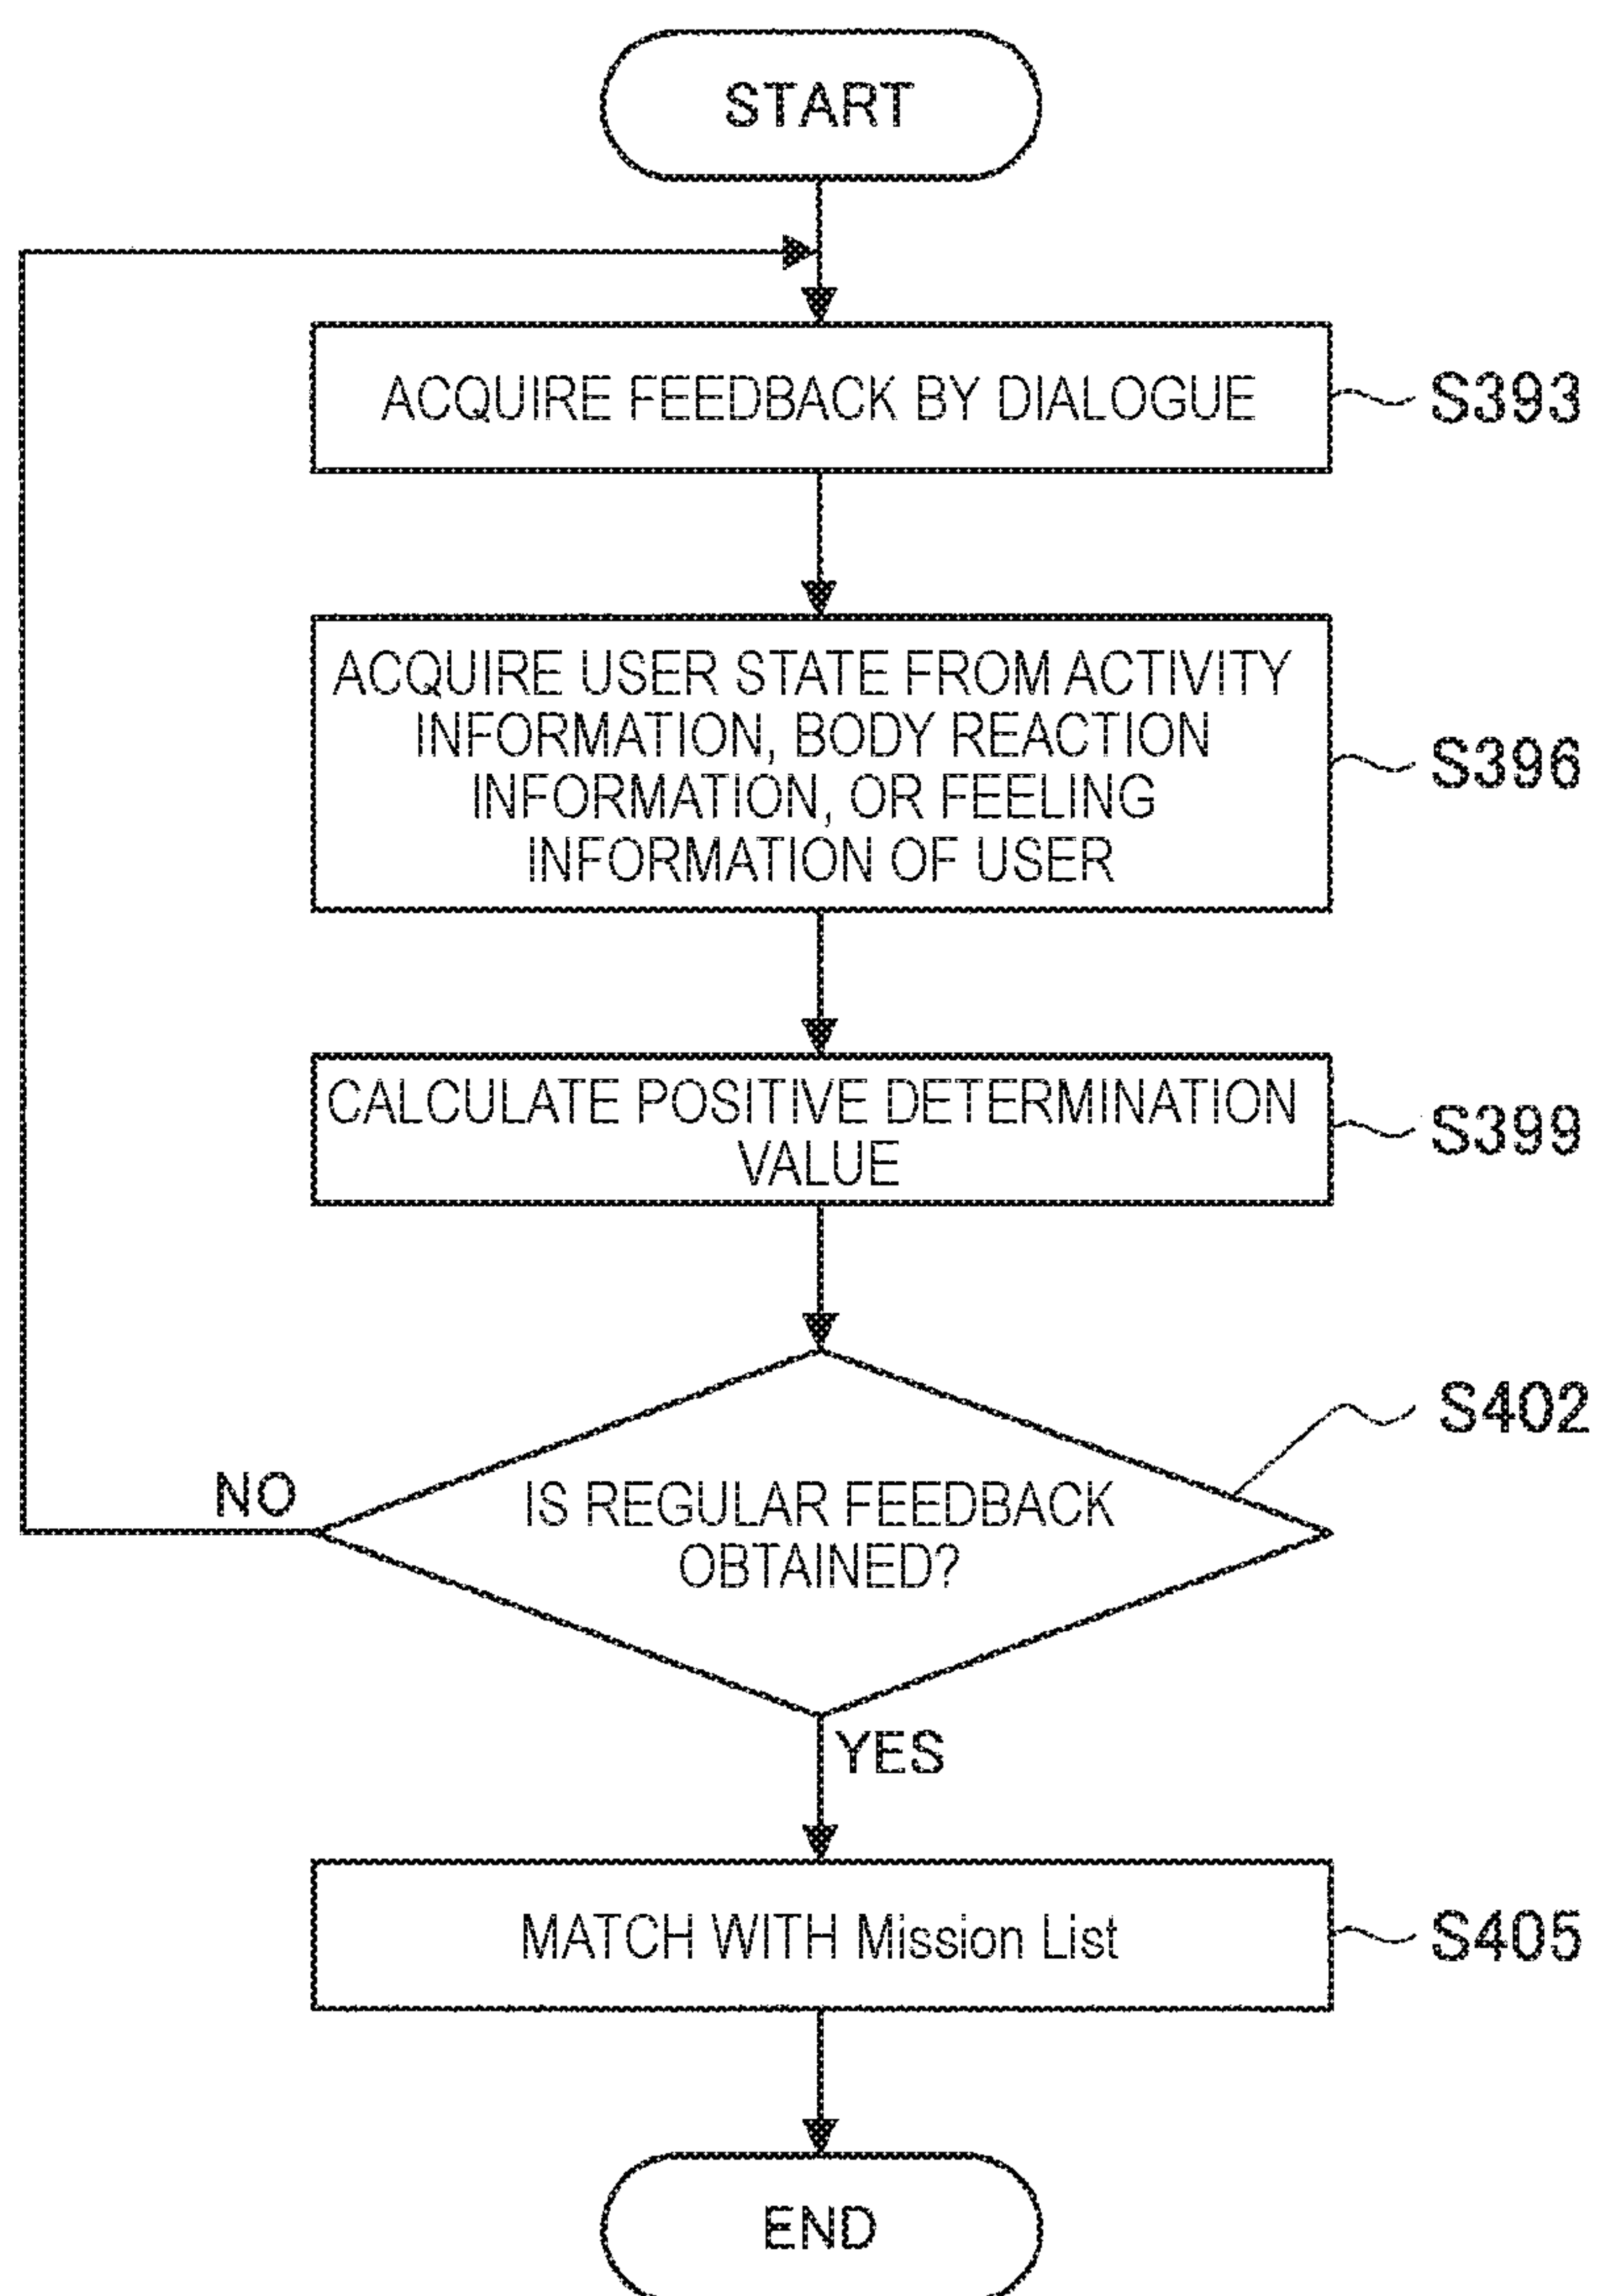 START
ACQUIRE FEEDBACK BY DIALOGUE
S393
ACQUIRE USER STATE FROM ACTIVITY
INFORMATION, BODY REACTION
INFORMATION, OR FEELING
INFORMATION OF USER
S396
CALCULATE POSITIVE DETERMINATION
VALUE
S399
S402
NO
IS REGULAR FEEDBACK
OBTAINED?
YES
MATCH WITH Mission List
S405
END